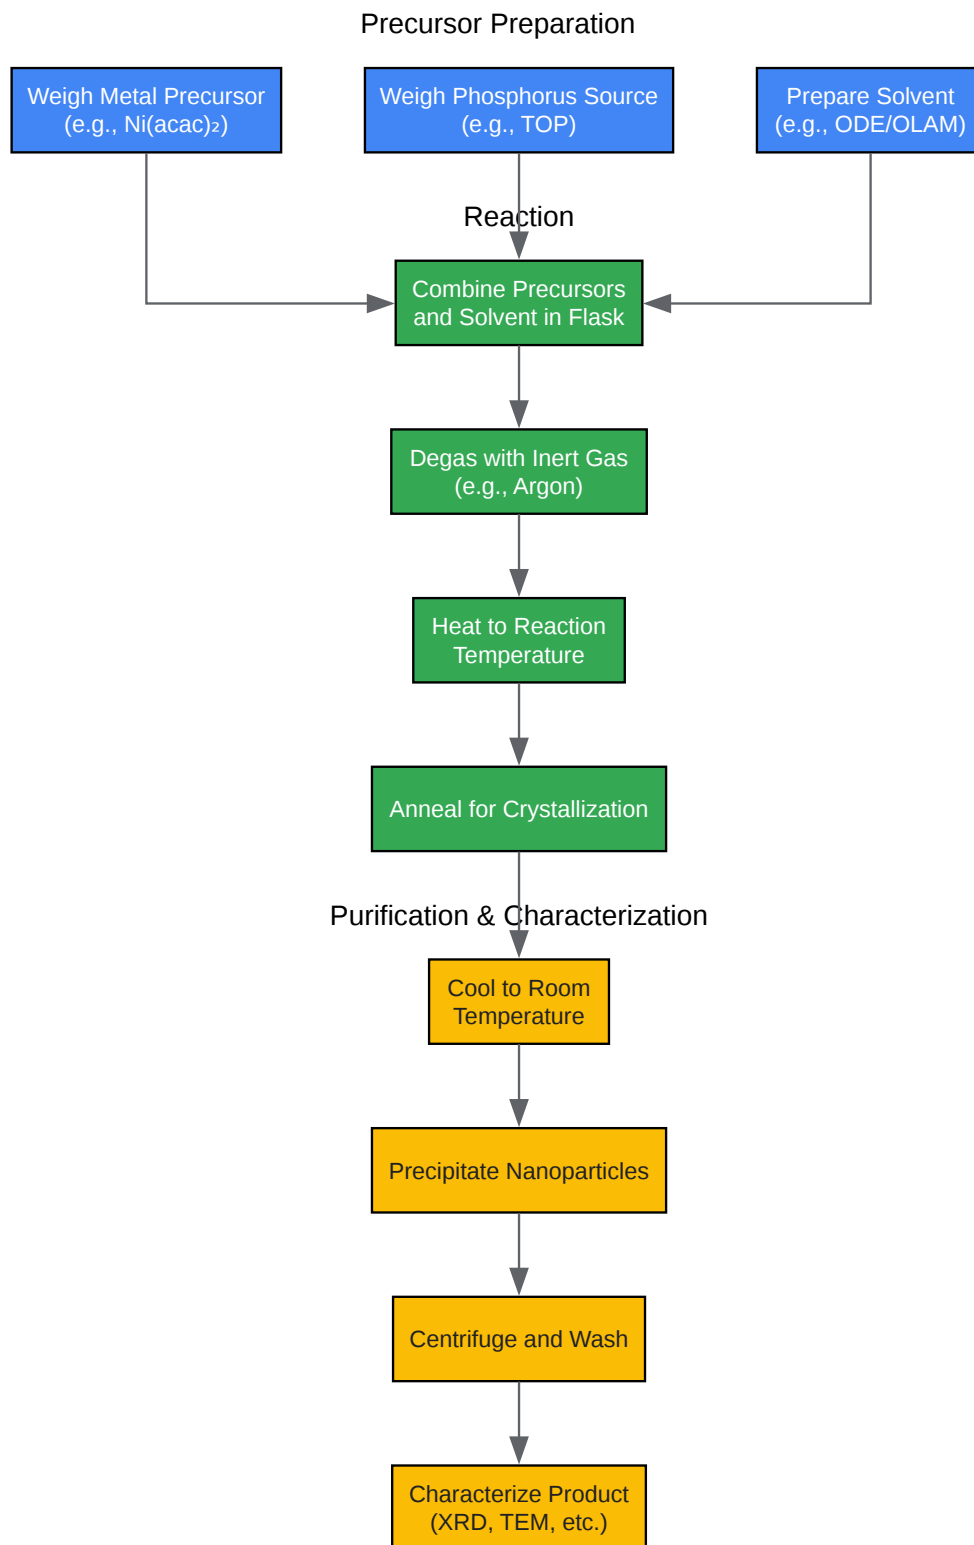 Precursor Preparation
Weigh Metal Precursor
(e.g., Ni(acac)₂)
Weigh Phosphorus Source
(e.g., TOP)
Prepare Solvent
(e.g., ODE/OLAM)
Reaction
Combine Precursors
and Solvent in Flask
Degas with Inert Gas
(e.g., Argon)
Heat to Reaction
Temperature
Anneal for Crystallization
Purification & Characterization
Cool to Room
Temperature
Precipitate Nanoparticles
Centrifuge and Wash
Characterize Product
(XRD, TEM, etc.)